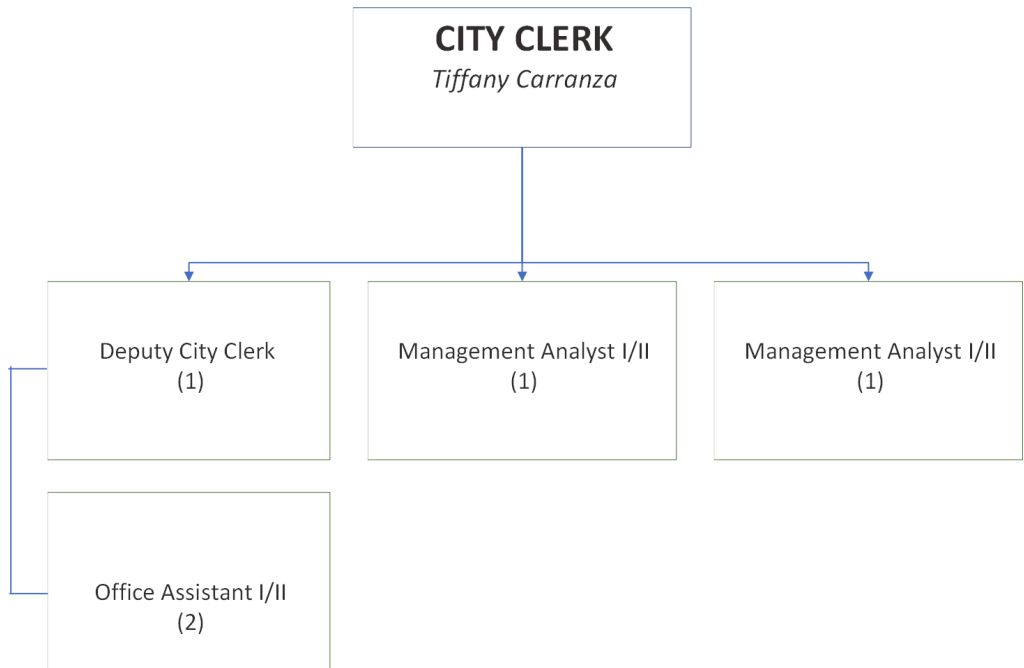 CITY CLERK
Tiffany Carranza
Deputy City Clerk
(1)
Management Analyst I/II
(1)
Management Analyst I/II
(1)
Office Assistant I/II
(2)